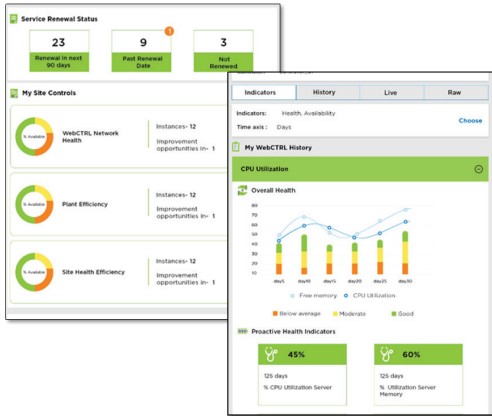 Service Renewal Status
1
23
Renewal in next
90 days
9
Past Renewal
Date
3
Not
Renewed
My Site Controls
% Available
WebCTRL Network
Health
Instances- 12
Improvement
opportunities in- 1
% Available
Plant Efficiency
Instances- 12
Improvement
opportunities in- 1
% Available
Site Health Efficiency
Instances- 12
Improvement
opportunities in- 1
Indicators History Live Raw
Indicators: Health, Availability
Time axis : Days
Choose
My WebCTRL History
CPU Utilization
Overall Health
90
70
60
50
40
30
20
10
day5 day10 day15 day20 day25 day30
Free memory CPU Utilization
Below average Moderate Good
Proactive Health Indicators
45%
125 days
% CPU Utilization Server
60%
125 days
% Utilization Server
Memory